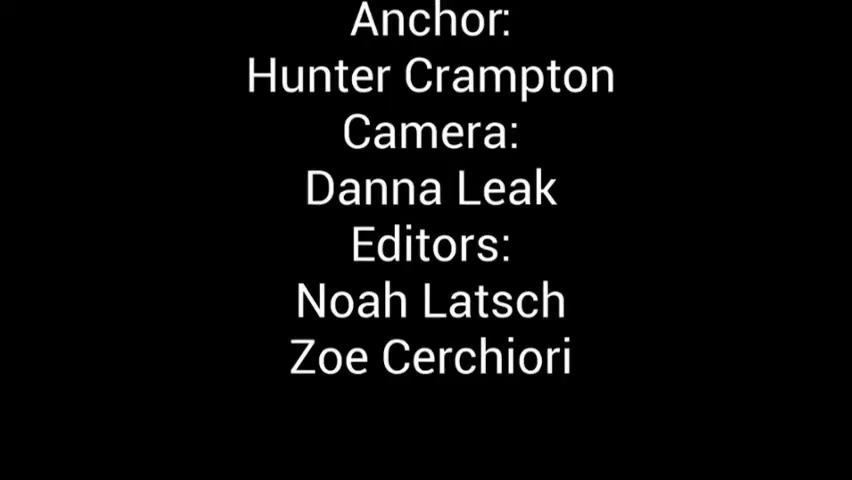 Anchor:
Hunter Crampton
Camera:
Danna Leak
Editors:
Noah Latsch
Zoe Cerchiori